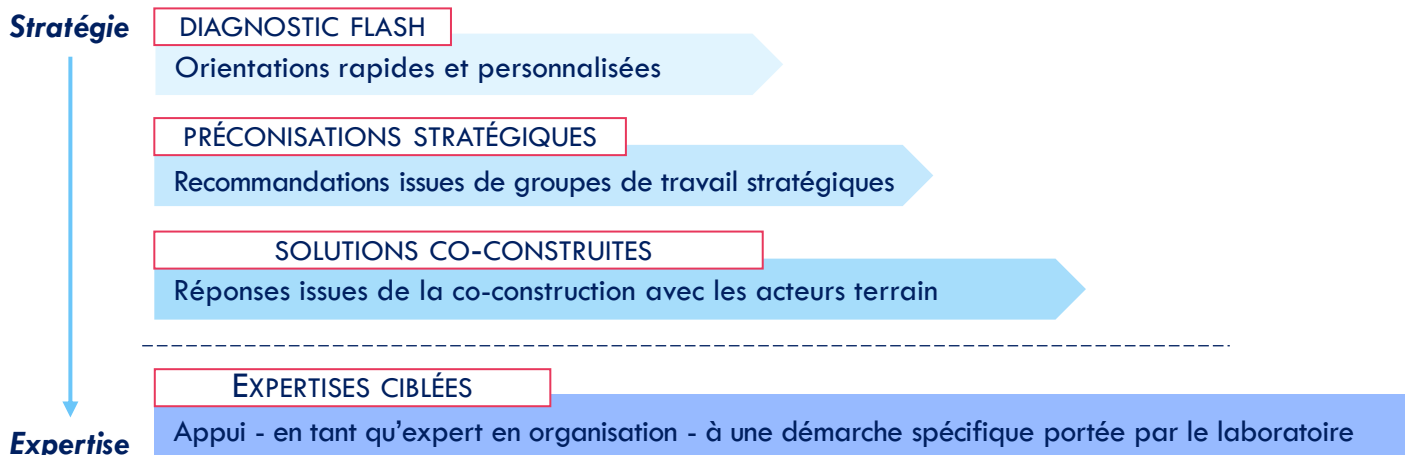 Stratégie
DIAGNOSTIC FLASH
Orientations rapides et personnalisées
PRÉCONISATIONS STRATÉGIQUES
Recommandations issues de groupes de travail stratégiques
SOLUTIONS CO-CONSTRUITES
Réponses issues de la co-construction avec les acteurs terrain
EXPERTISES CIBLÉES
Appui - en tant qu’expert en organisation - à une démarche spécifique portée par le laboratoire
Expertise